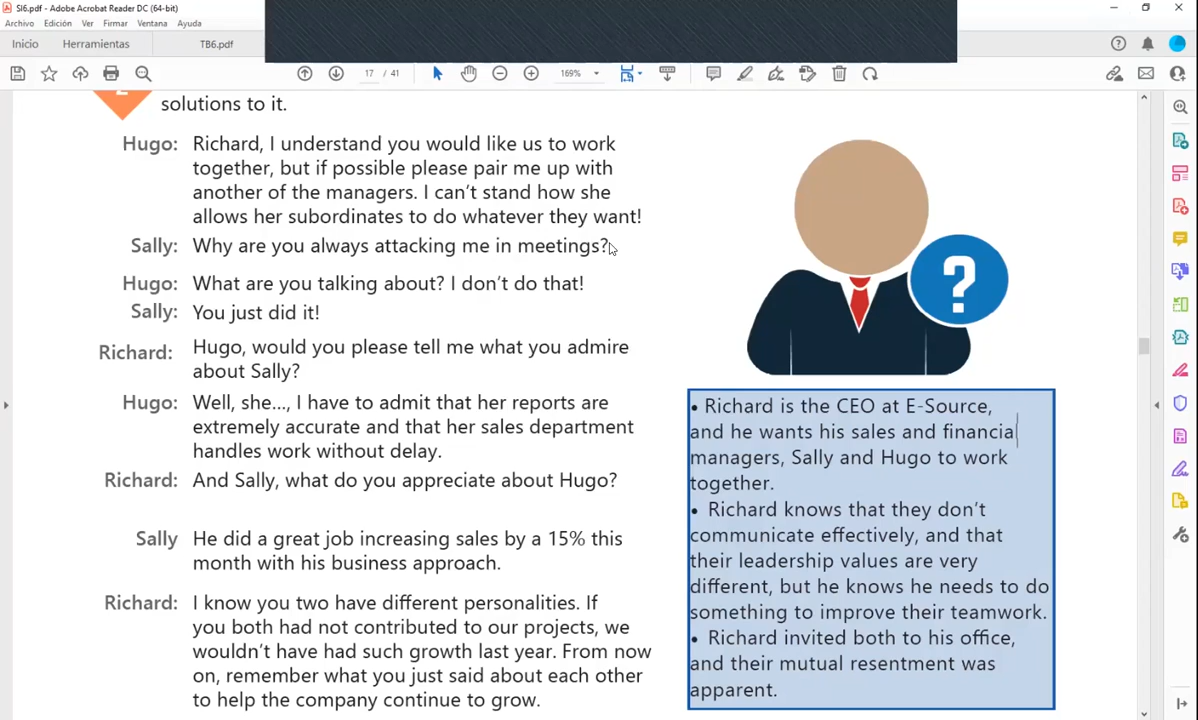 SI6.pdf - Adobe Acrobat Reader DC (64-bit)
Archivo Edición Ver Firmar Ventana Ayuda
Inicio Herramientas TB6.pdf
17 / 41 169%
solutions to it.
Hugo: Richard, I understand you would like us to work
together, but if possible please pair me up with
another of the managers. I can't stand how she
allows her subordinates to do whatever they want!
Sally: Why are you always attacking me in meetings?
Hugo: What are you talking about? I don't do that!
Sally: You just did it!
Richard: Hugo, would you please tell me what you admire
about Sally?
Hugo: Well, she..., I have to admit that her reports are
extremely accurate and that her sales department
handles work without delay.
Richard: And Sally, what do you appreciate about Hugo?
Sally He did a great job increasing sales by a 15% this
month with his business approach.
Richard: I know you two have different personalities. If
you both had not contributed to our projects, we
wouldn't have had such growth last year. From now
on, remember what you just said about each other
to help the company continue to grow.
?
• Richard is the CEO at E-Source,
and he wants his sales and financial
managers, Sally and Hugo to work
together.
• Richard knows that they don't
communicate effectively, and that
their leadership values are very
different, but he knows he needs to do
something to improve their teamwork.
• Richard invited both to his office,
and their mutual resentment was
apparent.